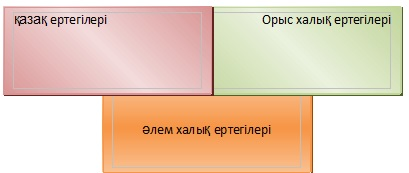 қазақ ертегілері
Орыс халық ертегілері
Әлем халық ертегілері